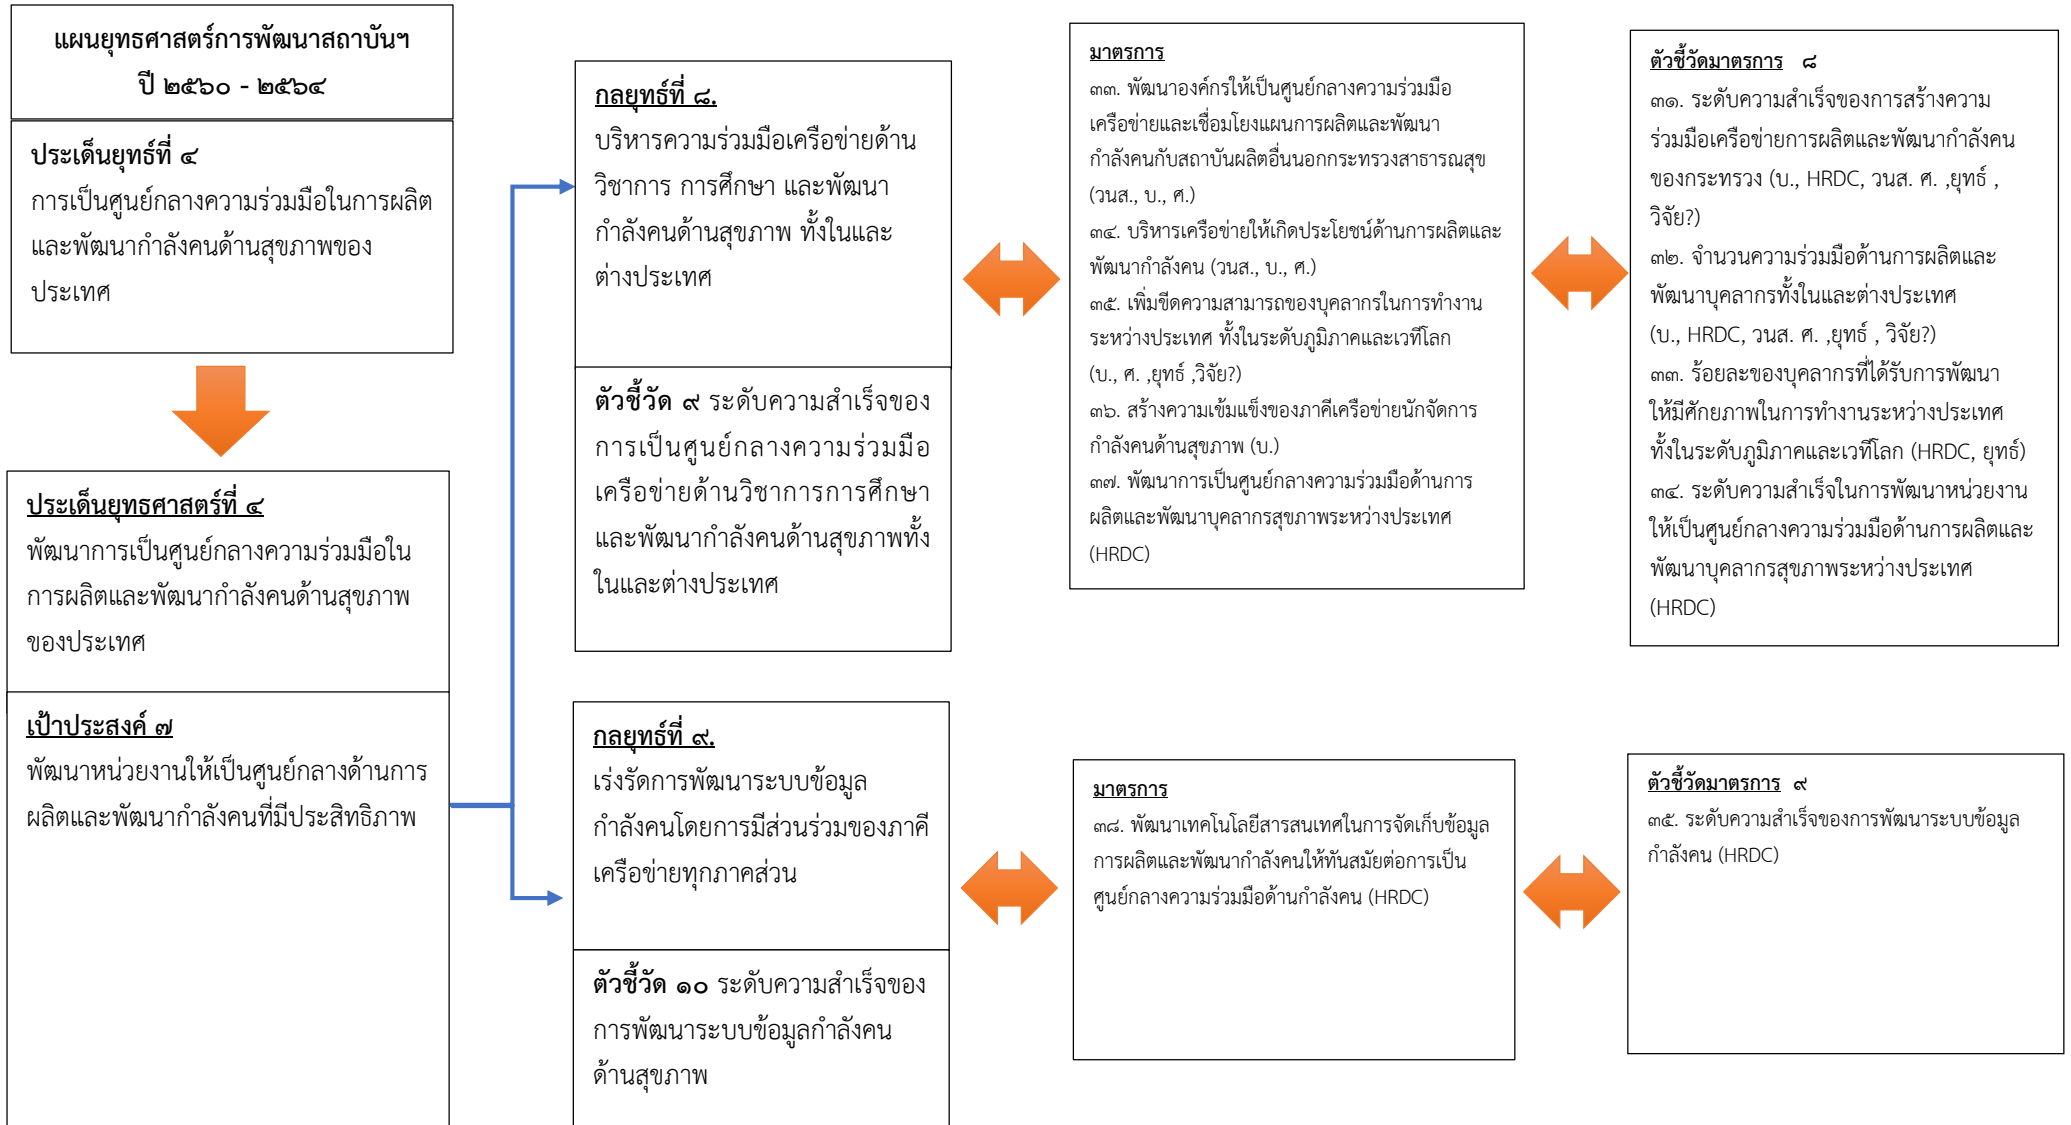 แผนยุทธศาสตร์การพัฒนาสถาบันฯ
ปี ๒๕๖๐ - ๒๕๖๔
ประเด็นยุทธ์ที่ ๔
การเป็นศูนย์กลางความร่วมมือในการผลิต
และพัฒนากำลังคนด้านสุขภาพของ
ประเทศ
ประเด็นยุทธศาสตร์ที่ ๔
พัฒนาการเป็นศูนย์กลางความร่วมมือใน
การผลิตและพัฒนากำลังคนด้านสุขภาพ
ของประเทศ
เป้าประสงค์ ๗
พัฒนาหน่วยงานให้เป็นศูนย์กลางด้านการ
ผลิตและพัฒนากำลังคนที่มีประสิทธิภาพ
กลยุทธ์ที่ ๘.
บริหารความร่วมมือเครือข่ายด้าน
วิชาการ การศึกษา และพัฒนา
กำลังคนด้านสุขภาพ ทั้งในและ
ต่างประเทศ
ตัวชี้วัด ๙ ระดับความสำเร็จของ
การเป็นศูนย์กลางความร่วมมือ
เครือข่ายด้านวิชาการการศึกษา
และพัฒนากำลังคนด้านสุขภาพทั้ง
ในและต่างประเทศ
มาตรการ
๓๓. พัฒนาองค์กรให้เป็นศูนย์กลางความร่วมมือ
เครือข่ายและเชื่อมโยงแผนการผลิตและพัฒนา
กำลังคนกับสถาบันผลิตอื่นนอกกระทรวงสาธารณสุข
(วนส., บ., ศ.)
๓๔. บริหารเครือข่ายให้เกิดประโยชน์ด้านการผลิตและ
พัฒนากำลังคน (วนส., บ., ศ.)
๓๕. เพิ่มขีดความสามารถของบุคลากรในการทำงาน
ระหว่างประเทศ ทั้งในระดับภูมิภาคและเวทีโลก
(บ., ศ. ,ยุทธ์ ,วิจัย?)
๓๖. สร้างความเข้มแข็งของภาคีเครือข่ายนักจัดการ
กำลังคนด้านสุขภาพ (บ.)
๓๗. พัฒนาการเป็นศูนย์กลางความร่วมมือด้านการ
ผลิตและพัฒนาบุคลากรสุขภาพระหว่างประเทศ
(HRDC)
ตัวชี้วัดมาตรการ ๘
๓๑. ระดับความสำเร็จของการสร้างความ
ร่วมมือเครือข่ายการผลิตและพัฒนากำลังคน
ของกระทรวง (บ., HRDC, วนส. ศ. ,ยุทธ์ ,
วิจัย?)
๓๒. จำนวนความร่วมมือด้านการผลิตและ
พัฒนาบุคลากรทั้งในและต่างประเทศ
(บ., HRDC, วนส. ศ. ,ยุทธ์ , วิจัย?)
๓๓. ร้อยละของบุคลากรที่ได้รับการพัฒนา
ให้มีศักยภาพในการทำงานระหว่างประเทศ
ทั้งในระดับภูมิภาคและเวทีโลก (HRDC, ยุทธ์)
๓๔. ระดับความสำเร็จในการพัฒนาหน่วยงาน
ให้เป็นศูนย์กลางความร่วมมือด้านการผลิตและ
พัฒนาบุคลากรสุขภาพระหว่างประเทศ
(HRDC)
กลยุทธ์ที่ ๙.
เร่งรัดการพัฒนาระบบข้อมูล
กำลังคนโดยการมีส่วนร่วมของภาคี
เครือข่ายทุกภาคส่วน
ตัวชี้วัด ๑๐ ระดับความสำเร็จของ
การพัฒนาระบบข้อมูลกำลังคน
ด้านสุขภาพ
มาตรการ
๓๘. พัฒนาเทคโนโลยีสารสนเทศในการจัดเก็บข้อมูล
การผลิตและพัฒนากำลังคนให้ทันสมัยต่อการเป็น
ศูนย์กลางความร่วมมือด้านกำลังคน (HRDC)
ตัวชี้วัดมาตรการ ๙
๓๕. ระดับความสำเร็จของการพัฒนาระบบข้อมูล
กำลังคน (HRDC)